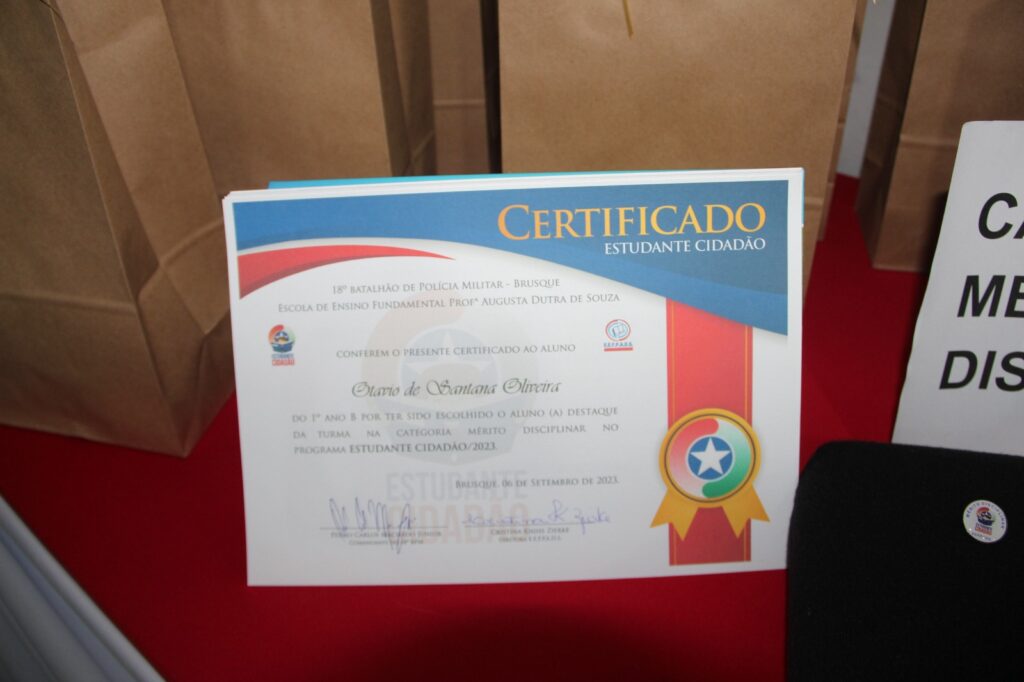 CERTIFICADO
ESTUDANTE CIDADÃO
18º BATALHÃO DE POLÍCIA MILITAR - BRUSQUE
ESCOLA DE ENSINO FUNDAMENTAL PROFª AUGUSTA DUTRA DE SOUZA
ESTUDANTE
CIDADÃO
CONFEREM O PRESENTE CERTIFICADO AO ALUNO
Otavio de Santana Oliveira
DO 1º ANO B POR TER SIDO ESCOLHIDO O ALUNO (A) DESTAQUE
DA TURMA NA CATEGORIA MÉRITO DISCIPLINAR NO
PROGRAMA ESTUDANTE CIDADÃO/2023.
BRUSQUE, 06 DE SETEMBRO DE 2023.
ESTUDANTE
CIDADÃO
CA
ME
DIS